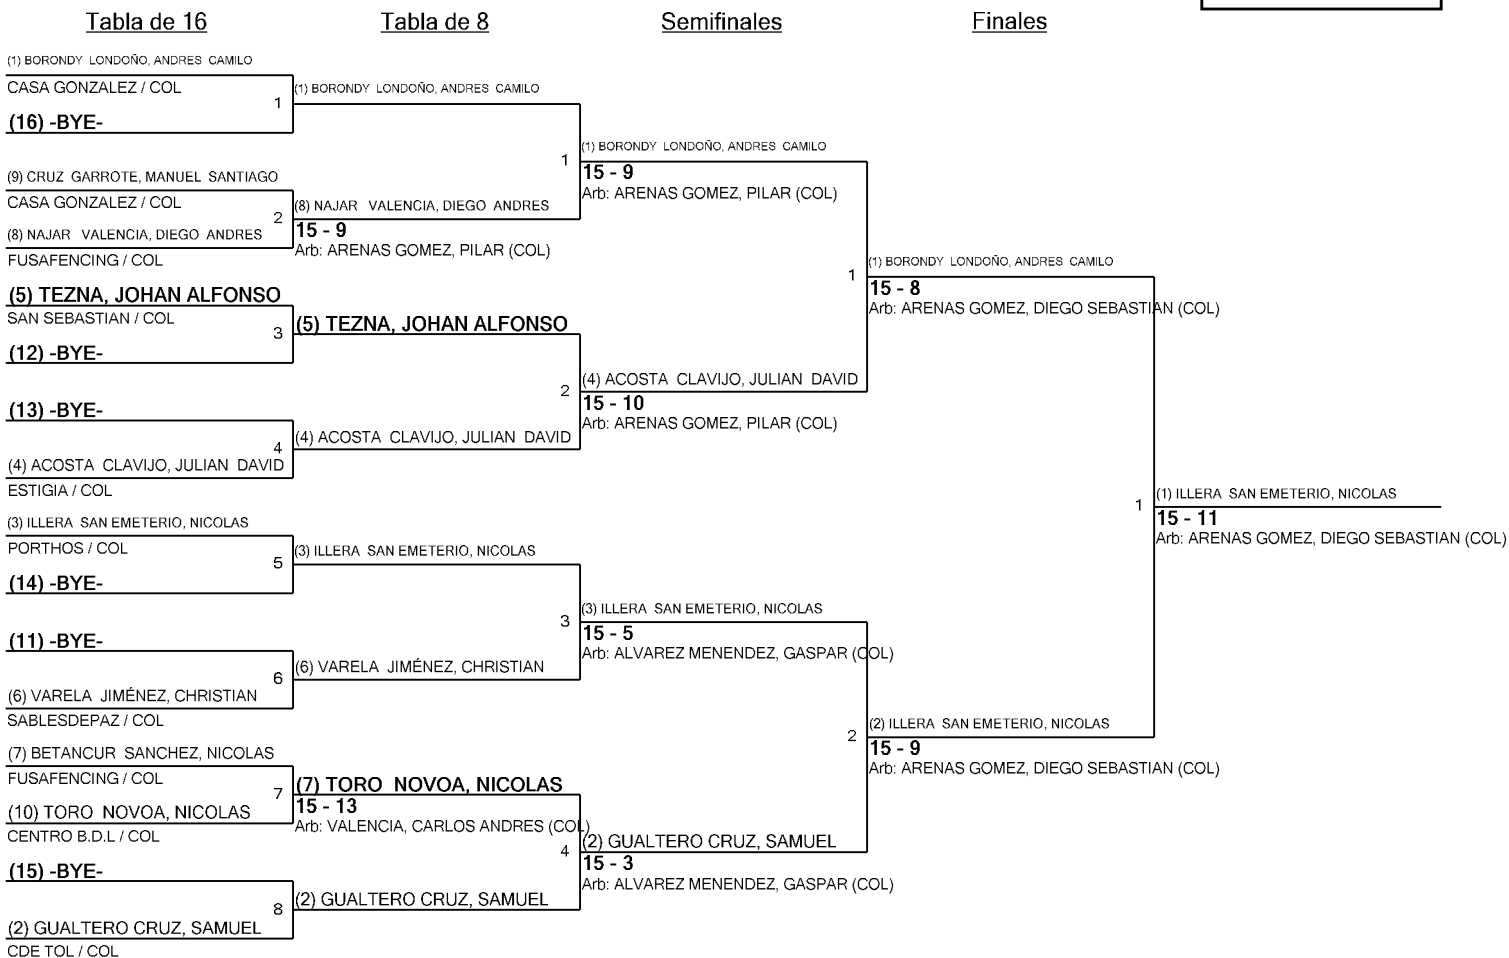 Tabla de 16
Tabla de 8
Semifinales
Finales
(1) BORONDY LONDOÑO, ANDRES CAMILO
CASA GONZALEZ / COL
1
(16) -BYE-
(9) CRUZ GARROTE, MANUEL SANTIAGO
CASA GONZALEZ / COL
2
(8) NAJAR VALENCIA, DIEGO ANDRES
FUSAFENCING / COL
(5) TEZNA, JOHAN ALFONSO
SAN SEBASTIAN / COL
3
(12) -BYE-
(13) -BYE-
4
(4) ACOSTA CLAVIJO, JULIAN DAVID
ESTIGIA / COL
(3) ILLERA SAN EMETERIO, NICOLAS
PORTHOS / COL
5
(14) -BYE-
(11) -BYE-
6
(6) VARELA JIMÉNEZ, CHRISTIAN
SABLESDEPAZ / COL
(7) BETANCUR SANCHEZ, NICOLAS
FUSAFENCING / COL
7
(10) TORO NOVOA, NICOLAS
CENTRO B.D.L / COL
(15) -BYE-
8
(2) GUALTERO CRUZ, SAMUEL
CDE TOL / COL
(1) BORONDY LONDOÑO, ANDRES CAMILO
1
(8) NAJAR VALENCIA, DIEGO ANDRES
15 - 9
Arb: ARENAS GOMEZ, PILAR (COL)
(5) TEZNA, JOHAN ALFONSO
2
(4) ACOSTA CLAVIJO, JULIAN DAVID
(3) ILLERA SAN EMETERIO, NICOLAS
3
(6) VARELA JIMÉNEZ, CHRISTIAN
(7) TORO NOVOA, NICOLAS
15 - 13
Arb: VALENCIA, CARLOS ANDRES (COL)
4
(2) GUALTERO CRUZ, SAMUEL
(1) BORONDY LONDOÑO, ANDRES CAMILO
15 - 9
Arb: ARENAS GOMEZ, PILAR (COL)
1
(4) ACOSTA CLAVIJO, JULIAN DAVID
15 - 10
Arb: ARENAS GOMEZ, PILAR (COL)
(3) ILLERA SAN EMETERIO, NICOLAS
15 - 5
Arb: ALVAREZ MENENDEZ, GASPAR (COL)
2
(2) GUALTERO CRUZ, SAMUEL
15 - 3
Arb: ALVAREZ MENENDEZ, GASPAR (COL)
(1) BORONDY LONDOÑO, ANDRES CAMILO
15 - 8
Arb: ARENAS GOMEZ, DIEGO SEBASTIAN (COL)
1
(2) ILLERA SAN EMETERIO, NICOLAS
15 - 9
Arb: ARENAS GOMEZ, DIEGO SEBASTIAN (COL)
(1) ILLERA SAN EMETERIO, NICOLAS
15 - 11
Arb: ARENAS GOMEZ, DIEGO SEBASTIAN (COL)